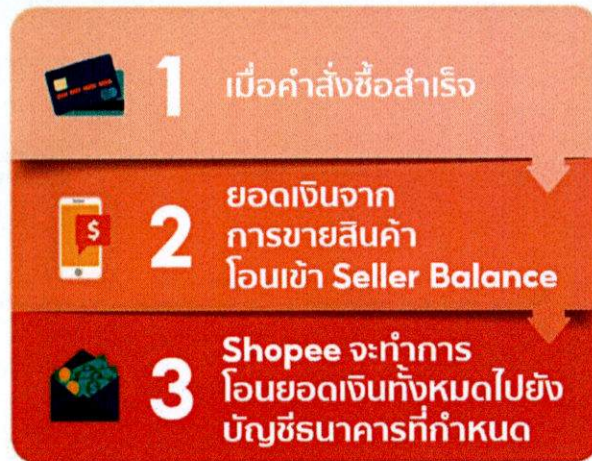 1
เมื่อคำสั่งซื้อสำเร็จ
$
2
ยอดเงินจาก
การขายสินค้า
โอนเข้า Seller Balance
3
Shopee จะทำการ
โอนยอดเงินทั้งหมดไปยัง
บัญชีธนาคารที่กำหนด